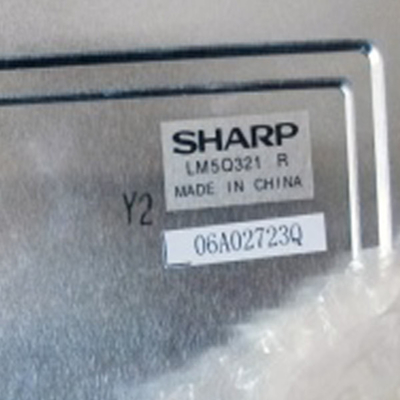 SHARP
LM5Q321 R
MADE IN CHINA
Y2
06A02723Q